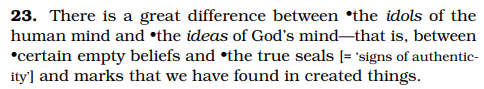 23. There is a great difference between •the idols of the
human mind and •the ideas of God's mind—that is, between
•certain empty beliefs and •the true seals [= 'signs of authentic-
ity'] and marks that we have found in created things.